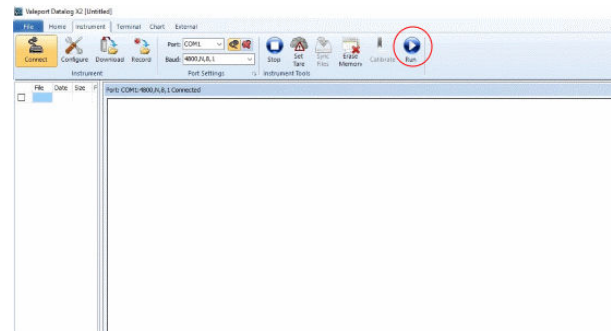 Valeport Datalog X2 [Untitled]
File Home Instrument Terminal Chart External
Connect Configure Download Record
Port: COM1
Baud: 4800,N,8,1
Stop Set Tare Sync Files Erase Memory Calibrate Run
Instrument Port Settings Instrument Tools
File Date Size F
Port: COM1:4800,N,8,1 Connected